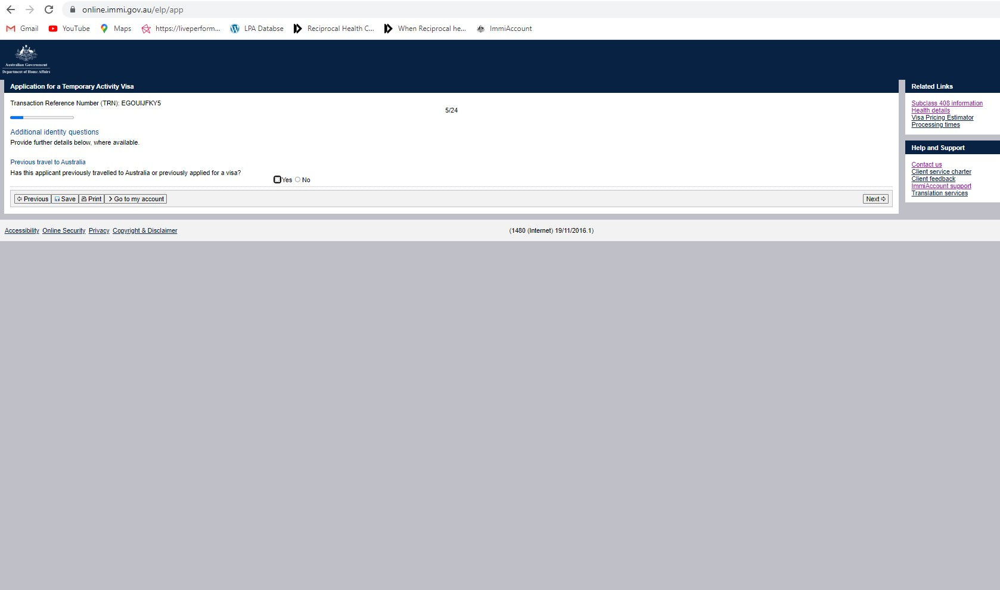 online.immi.gov.au/elp/app
Gmail YouTube Maps https://liveperform... LPA Databse Reciprocal Health C... When Reciprocal he... ImmiAccount
Australian Government
Department of Home Affairs
Application for a Temporary Activity Visa
Transaction Reference Number (TRN): EGOUIJFKY5
5/24
Additional identity questions
Provide further details below, where available.
Previous travel to Australia
Has this applicant previously travelled to Australia or previously applied for a visa?
Yes No
Previous Save Print Go to my account Next
Related Links
Subclass 408 information
Health details
Visa Pricing Estimator
Processing times
Help and Support
Contact us
Client service charter
Client feedback
ImmiAccount support
Translation services
Accessibility Online Security Privacy Copyright & Disclaimer (1480 (Internet) 19/11/2016.1)